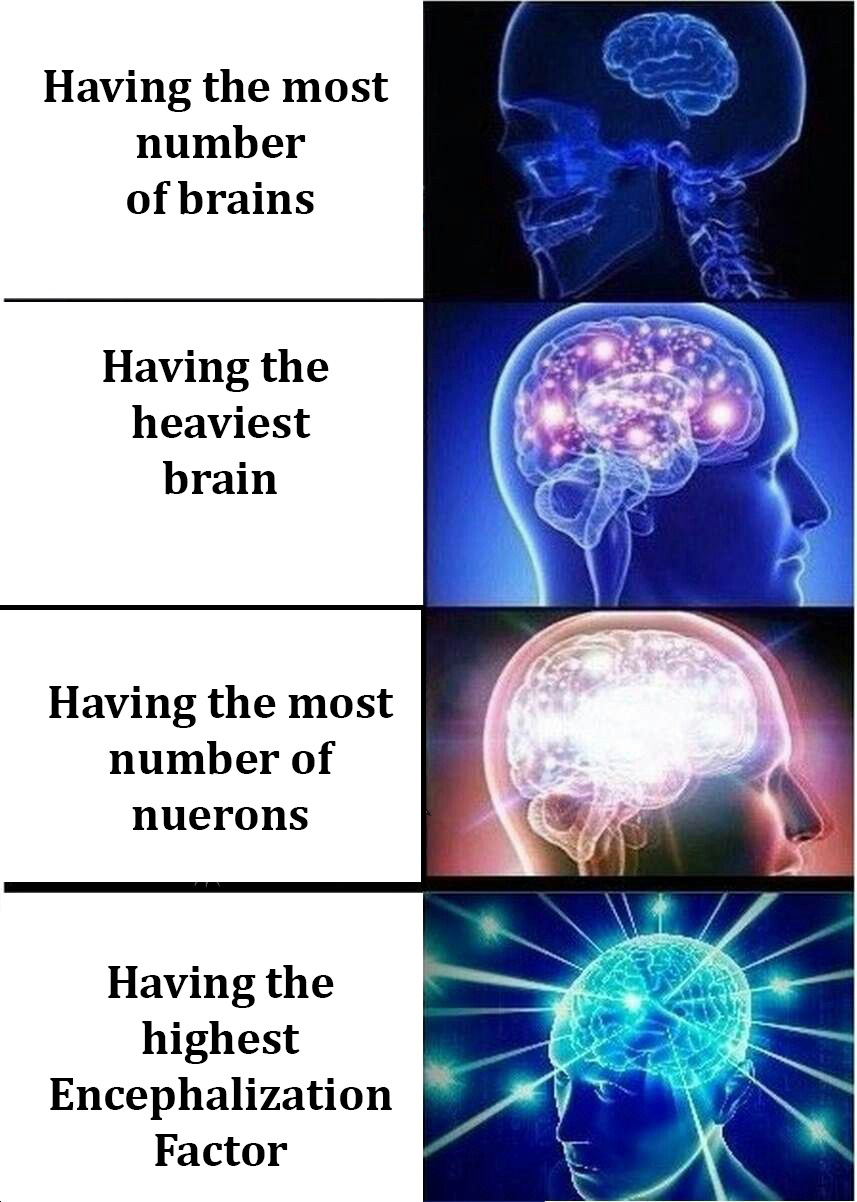 Having the most
number
of brains
Having the
heaviest
brain
Having the most
number of
nuerons
Having the
highest
Encephalization
Factor